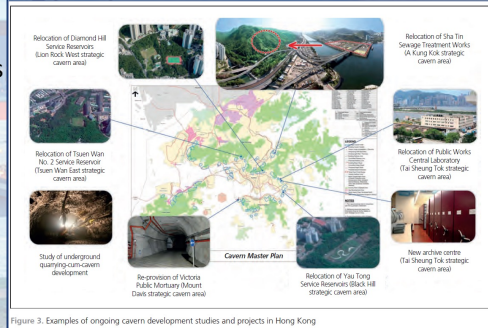 Relocation of Diamond Hill
Service Reservoirs
(Lion Rock West strategic
cavern area)
Relocation of Sha Tin
Sewage Treatment Works
(A Kung Kok strategic
cavern area)
Relocation of Tsuen Wan
No. 2 Service Reservoir
(Tsuen Wan East strategic
cavern area)
Relocation of Public Works
Central Laboratory
(Tai Sheung Tok strategic
cavern area)
Study of underground
quarrying-cum-cavern
development
Re-provision of Victoria
Public Mortuary (Mount
Davis strategic cavern area)
Cavern Master Plan
Relocation of Yau Tong
Service Reservoirs (Black Hill
strategic cavern area)
New archive centre
(Tai Sheung Tok strategic
cavern area)
Figure 3. Examples of ongoing cavern development studies and projects in Hong Kong